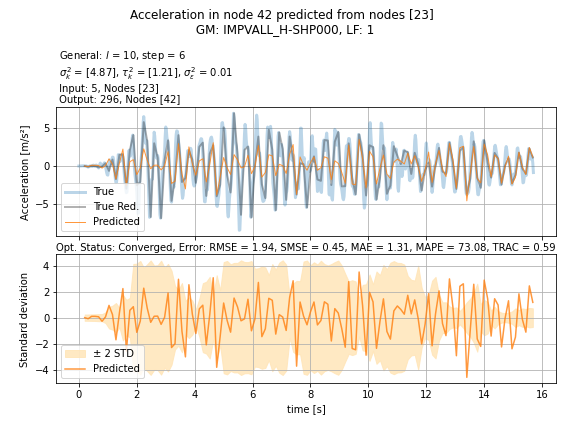 Acceleration in node 42 predicted from nodes [23]
GM: IMPVALL_H-SHP000, LF: 1
General: l = 10, step = 6
σ²ₖ = [4.87], τ²ₖ = [1.21], σ²ε = 0.01
Input: 5, Nodes [23]
Output: 296, Nodes [42]
Acceleration [m/s²]
5
0
−5
True
True Red.
Predicted
Opt. Status: Converged, Error: RMSE = 1.94, SMSE = 0.45, MAE = 1.31, MAPE = 73.08, TRAC = 0.59
Standard deviation
4
2
0
−2
−4
± 2 STD
Predicted
0 2 4 6 8 10 12 14 16
time [s]